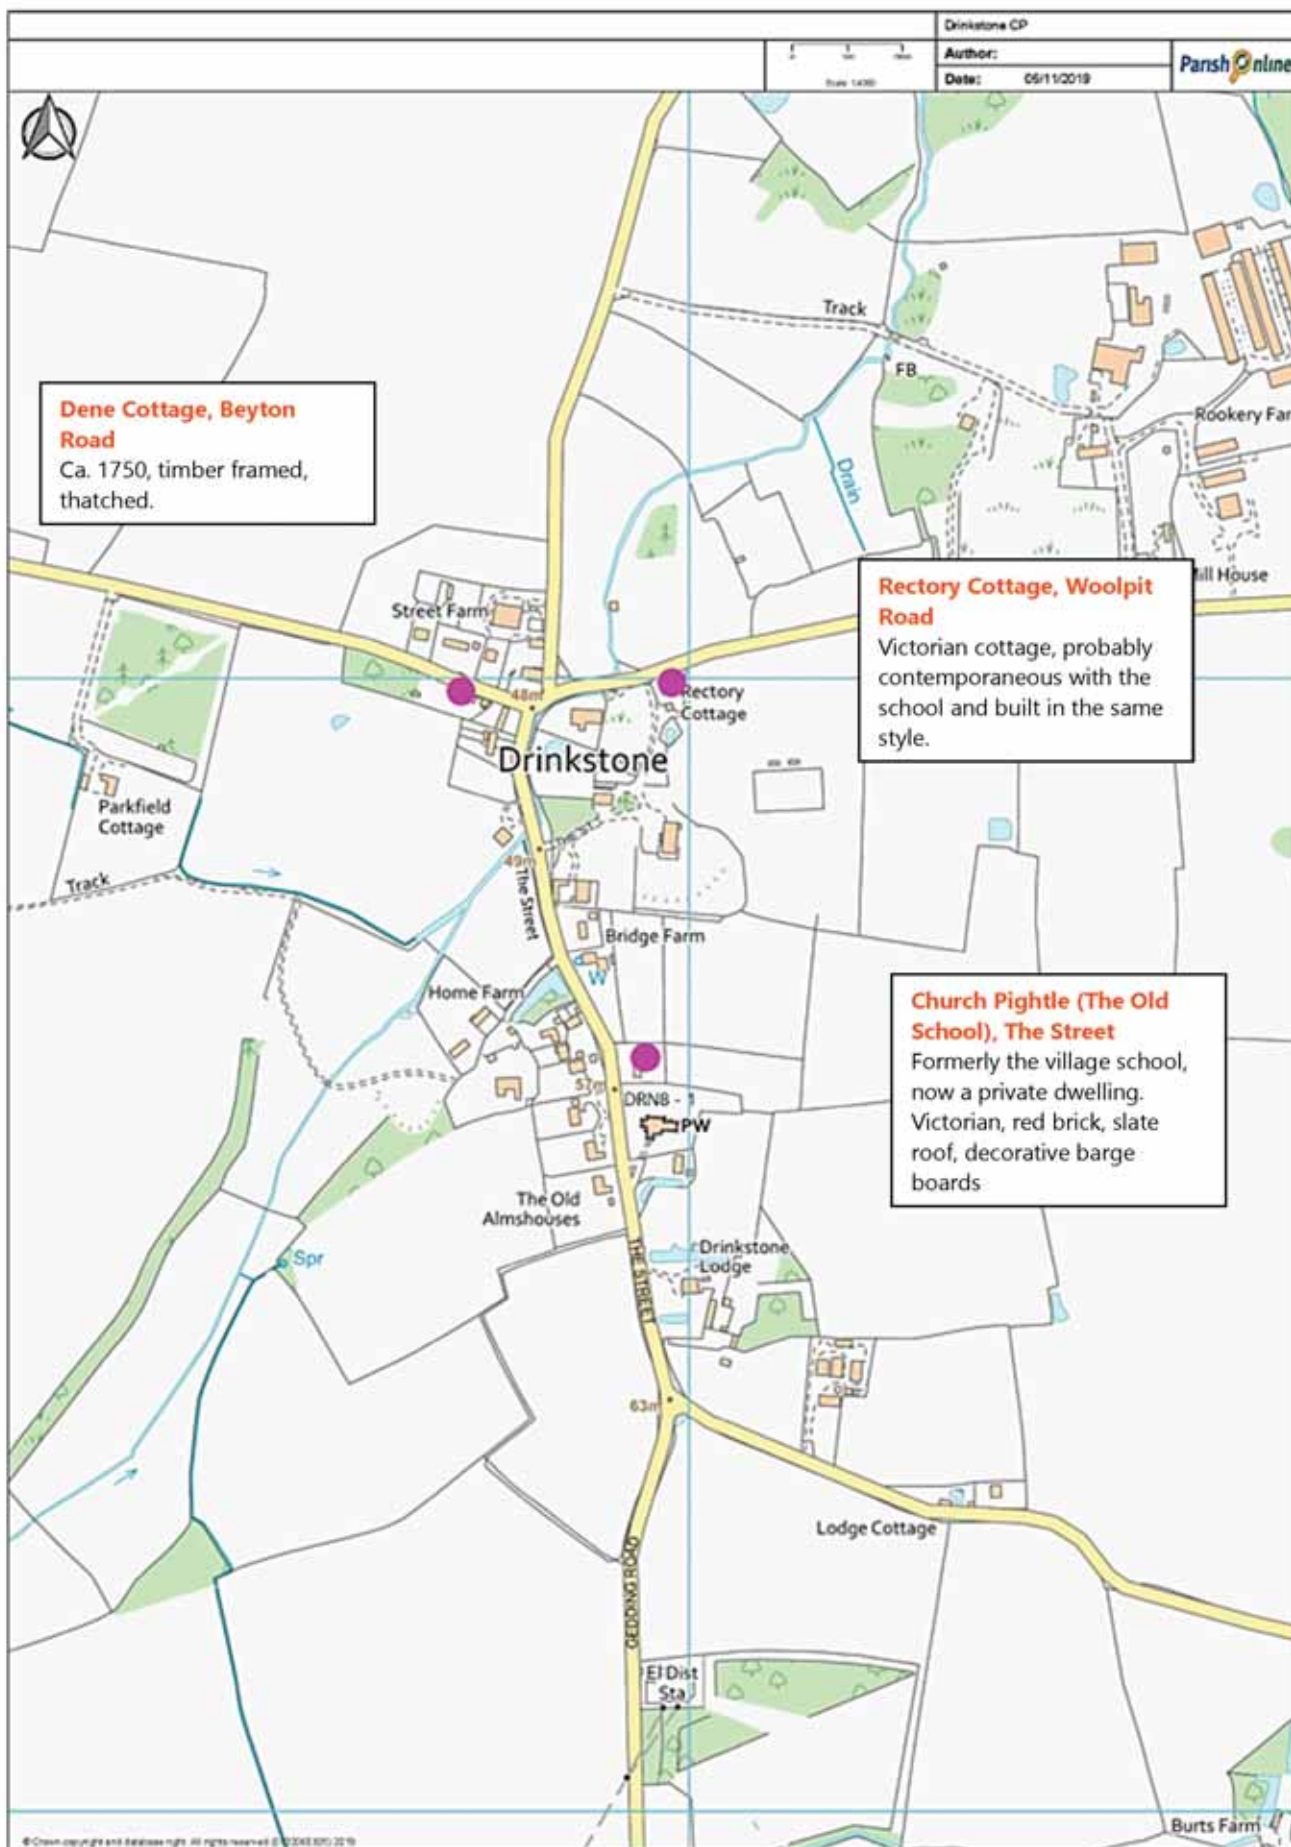 Drinkstone CP
Author:
Date: 05/11/2019
Parish Online
Track
FB
Rookery Far
Dene Cottage, Beyton
Road
Ca. 1750, timber framed,
thatched.
Drain
Rectory Cottage, Woolpit
Road
Victorian cottage, probably
contemporaneous with the
school and built in the same
style.
ill House
Street Farm
48m
Rectory
Cottage
Drinkstone
Parkfield
Cottage
49m
The Street
Track
Bridge Farm
W
Home Farm
Church Pightle (The Old
School), The Street
Formerly the village school,
now a private dwelling.
Victorian, red brick, slate
roof, decorative barge
boards
57m
DRN8 - 1
PW
The Old
Almshouses
THE STREET
Drinkstone
Lodge
Spr
63m
Lodge Cottage
GEDDING ROAD
El Dist
Sta
Burts Farm